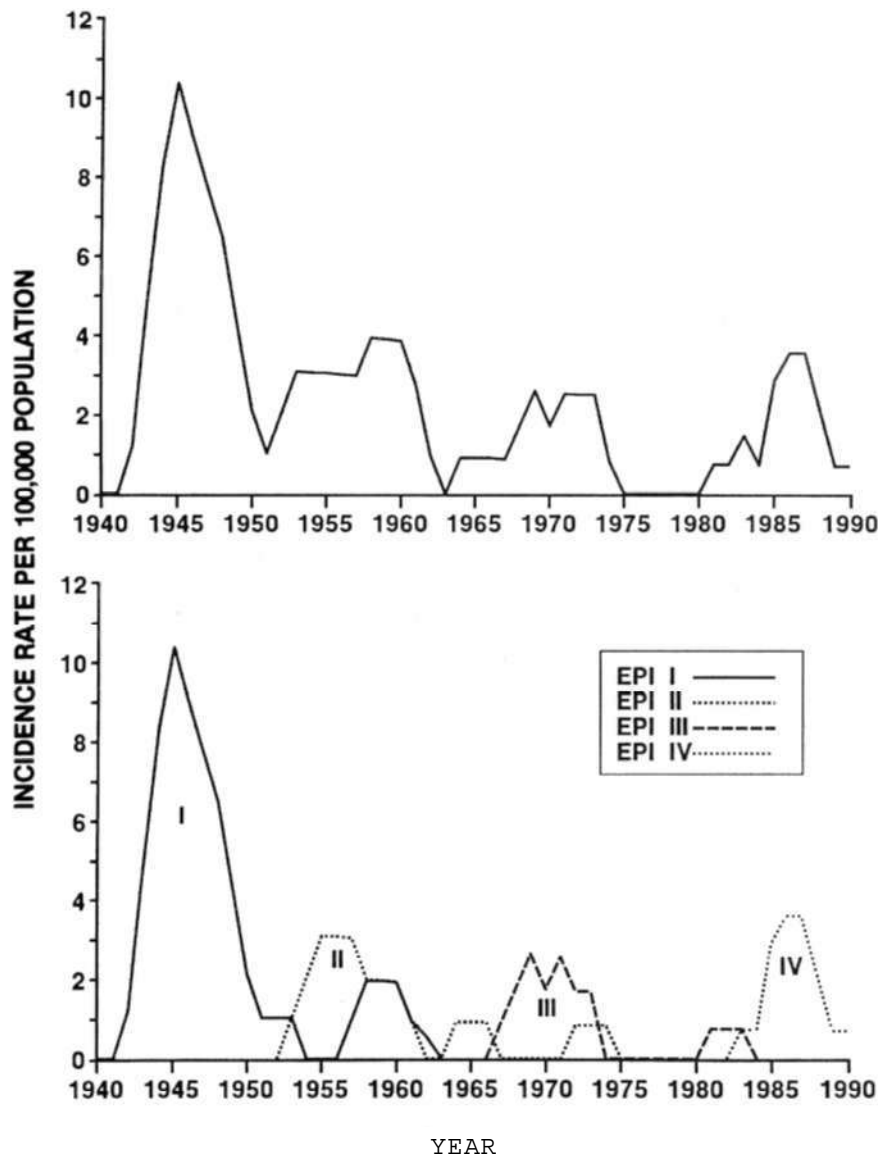 INCIDENCE RATE PER 100,000 POPULATION
12
10
8
6
4
2
0
1940 1945 1950 1955 1960 1965 1970 1975 1980 1985 1990
12
10
8
6
4
2
0
EPI I
EPI II
EPI III
EPI IV
I
II
III
IV
1940 1945 1950 1955 1960 1965 1970 1975 1980 1985 1990
YEAR